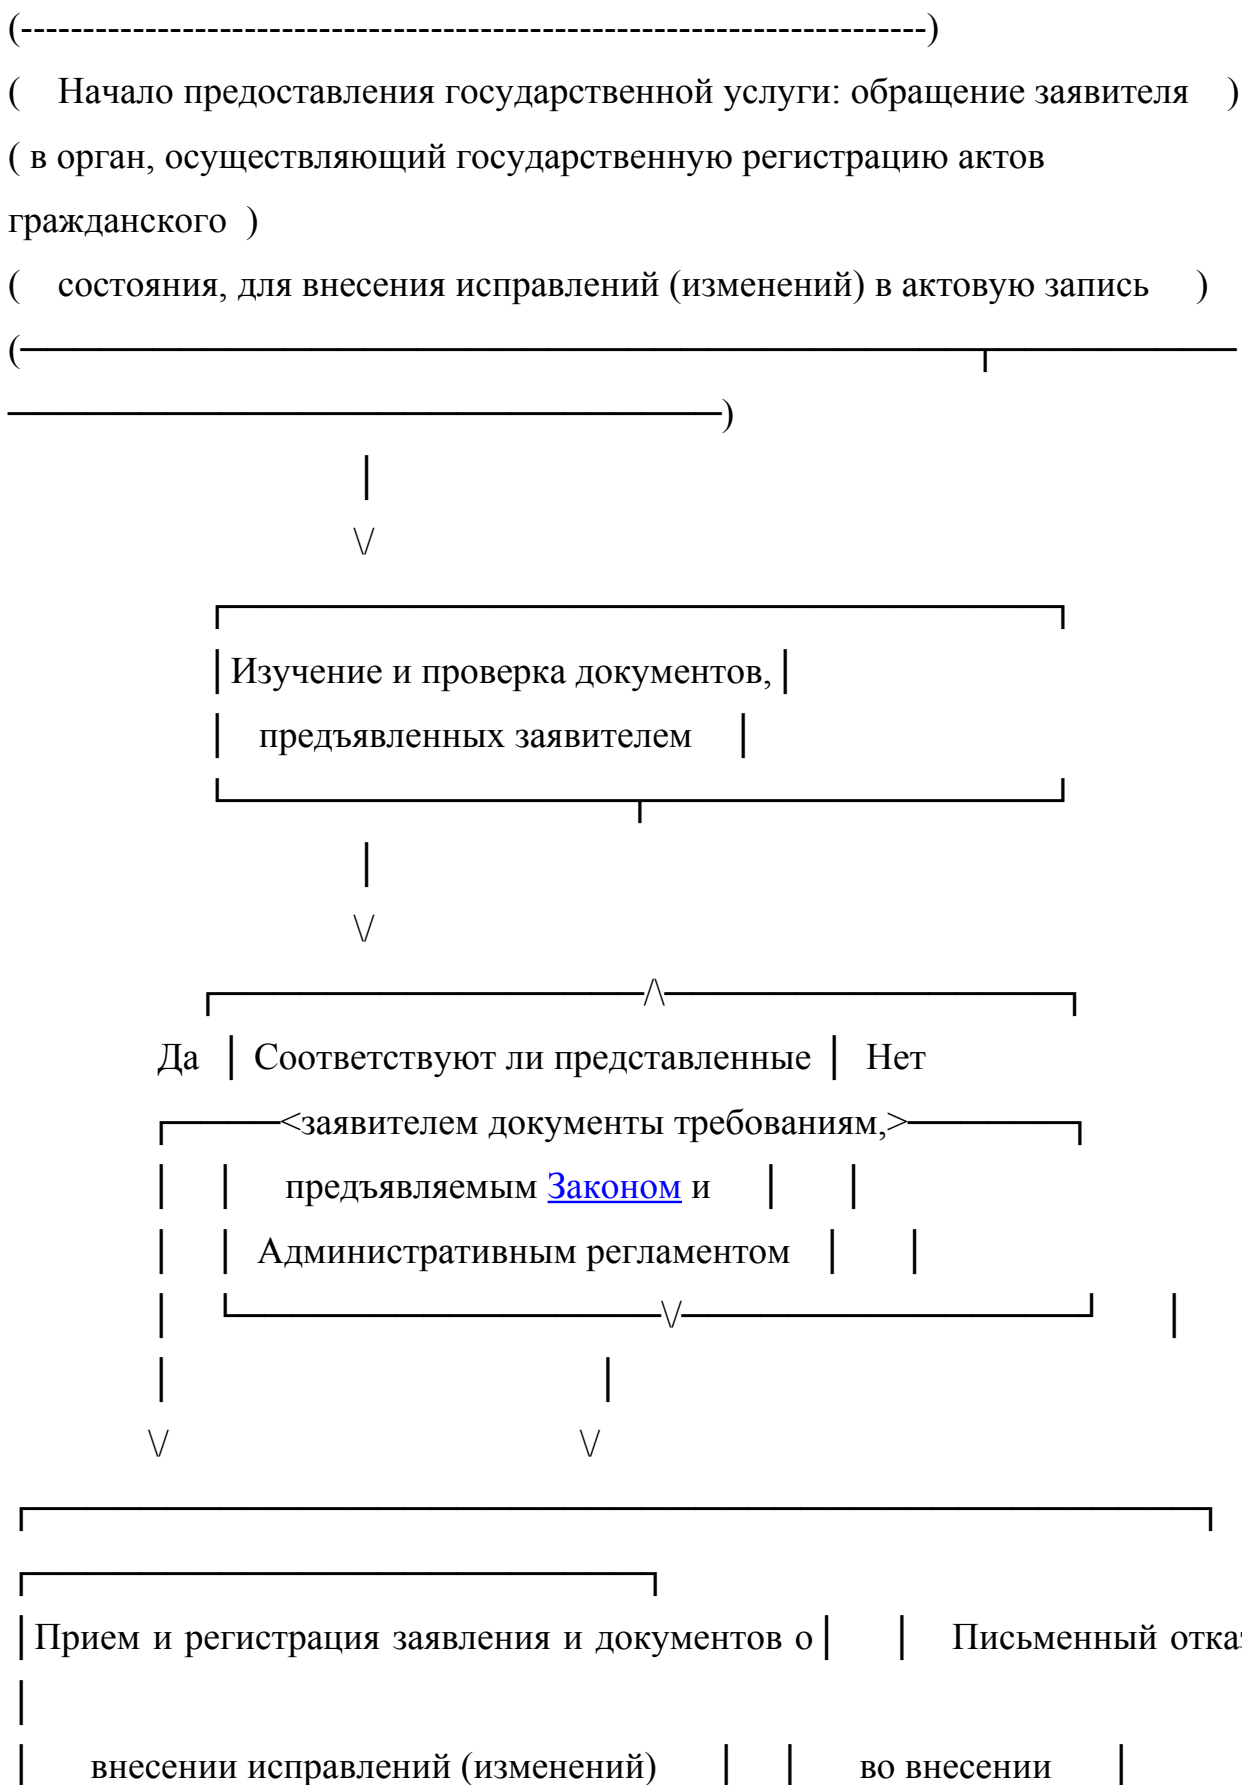 (-------------------------------------------------------------------------)
( Начало предоставления государственной услуги: обращение заявителя )
( в орган, осуществляющий государственную регистрацию актов
гражданского )
( состояния, для внесения исправлений (изменений) в актовую запись )
Изучение и проверка документов,
предъявленных заявителем
Да │ Соответствуют ли представленные │ Нет
<заявителем документы требованиям,>
предъявляемым Законом и
Административным регламентом
│Прием и регистрация заявления и документов о│ │ Письменный отказ
│ внесении исправлений (изменений) │ │ во внесении │